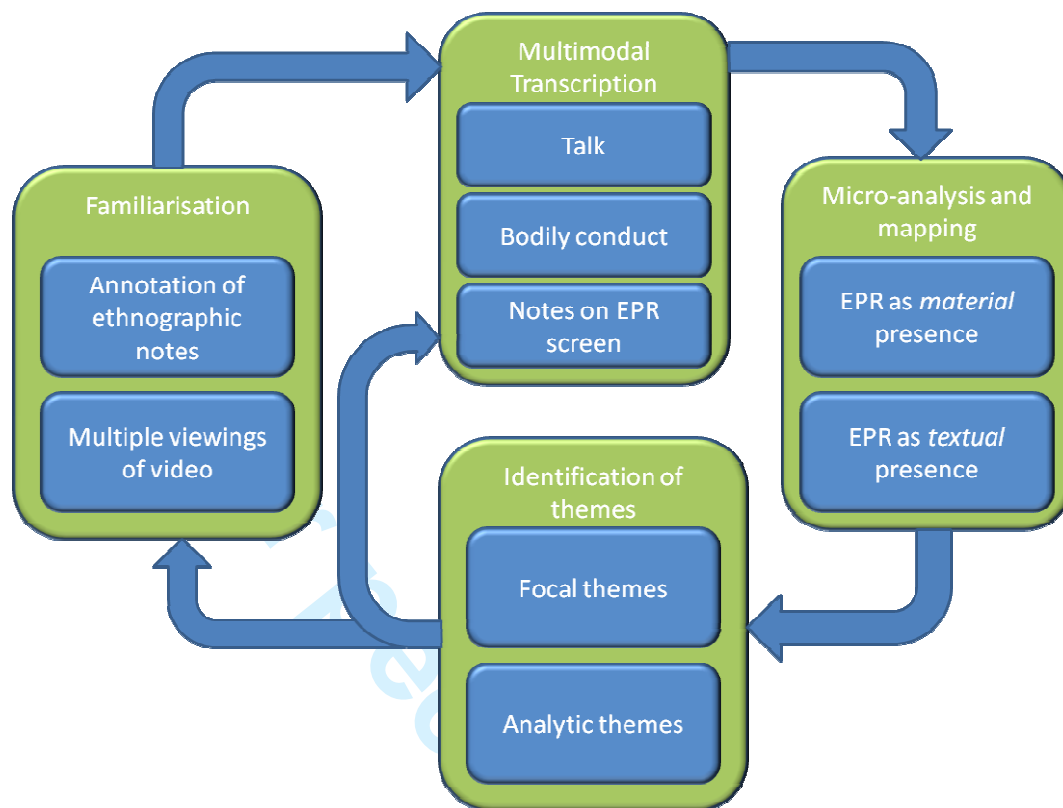 Familiarisation
Annotation of
ethnographic
notes
Multiple viewings
of video
Multimodal
Transcription
Talk
Bodily conduct
Notes on EPR
screen
Micro-analysis and
mapping
EPR as material
presence
EPR as textual
presence
Identification of
themes
Focal themes
Analytic themes